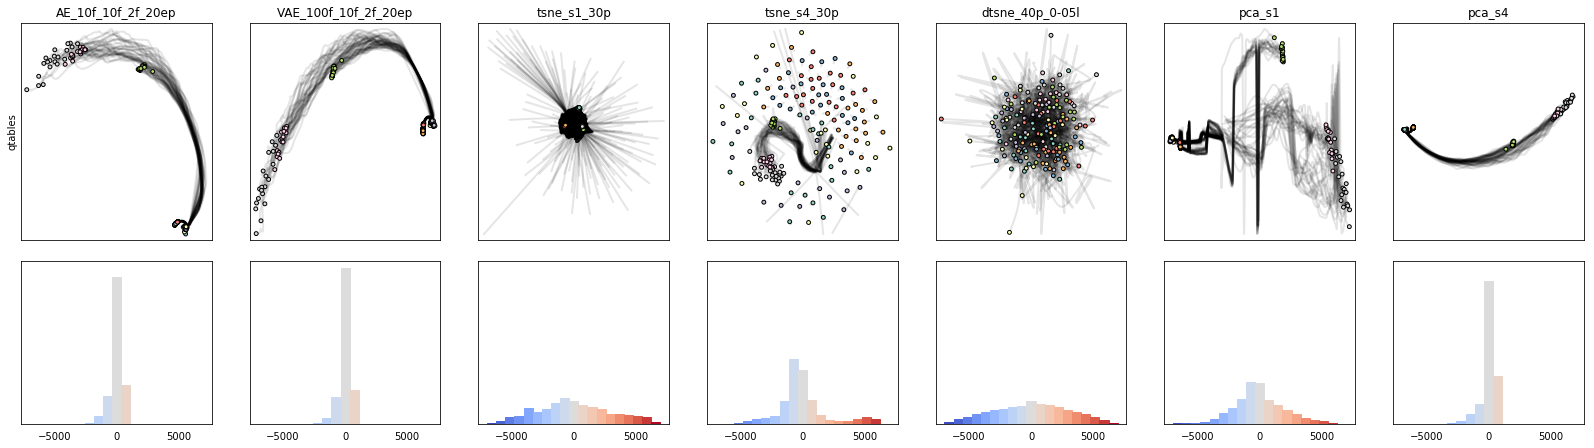 AE_10f_10f_2f_20ep
VAE_100f_10f_2f_20ep
tsne_s1_30p
tsne_s4_30p
dtsne_40p_0-05l
pca_s1
pca_s4
qtables
−5000 0 5000
−5000 0 5000
−5000 0 5000
−5000 0 5000
−5000 0 5000
−5000 0 5000
−5000 0 5000